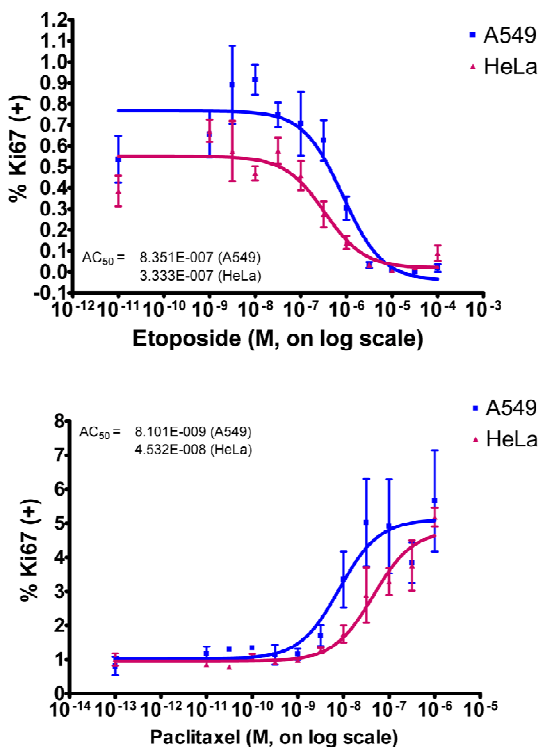 1.2
1.1
1.0
0.9
0.8
0.7
0.6
0.5
0.4
0.3
0.2
0.1
0.0
-0.1
% Ki67 (+)
A549
HeLa
AC50 = 8.351E-007 (A549)
3.333E-007 (HeLa)
10-12 10-11 10-10 10-9 10-8 10-7 10-6 10-5 10-4 10-3
Etoposide (M, on log scale)
8
7
6
5
4
3
2
1
0
% Ki67 (+)
A549
HeLa
AC50 = 8.101E-009 (A549)
4.532E-008 (HeLa)
10-14 10-13 10-12 10-11 10-10 10-9 10-8 10-7 10-6 10-5
Paclitaxel (M, on log scale)